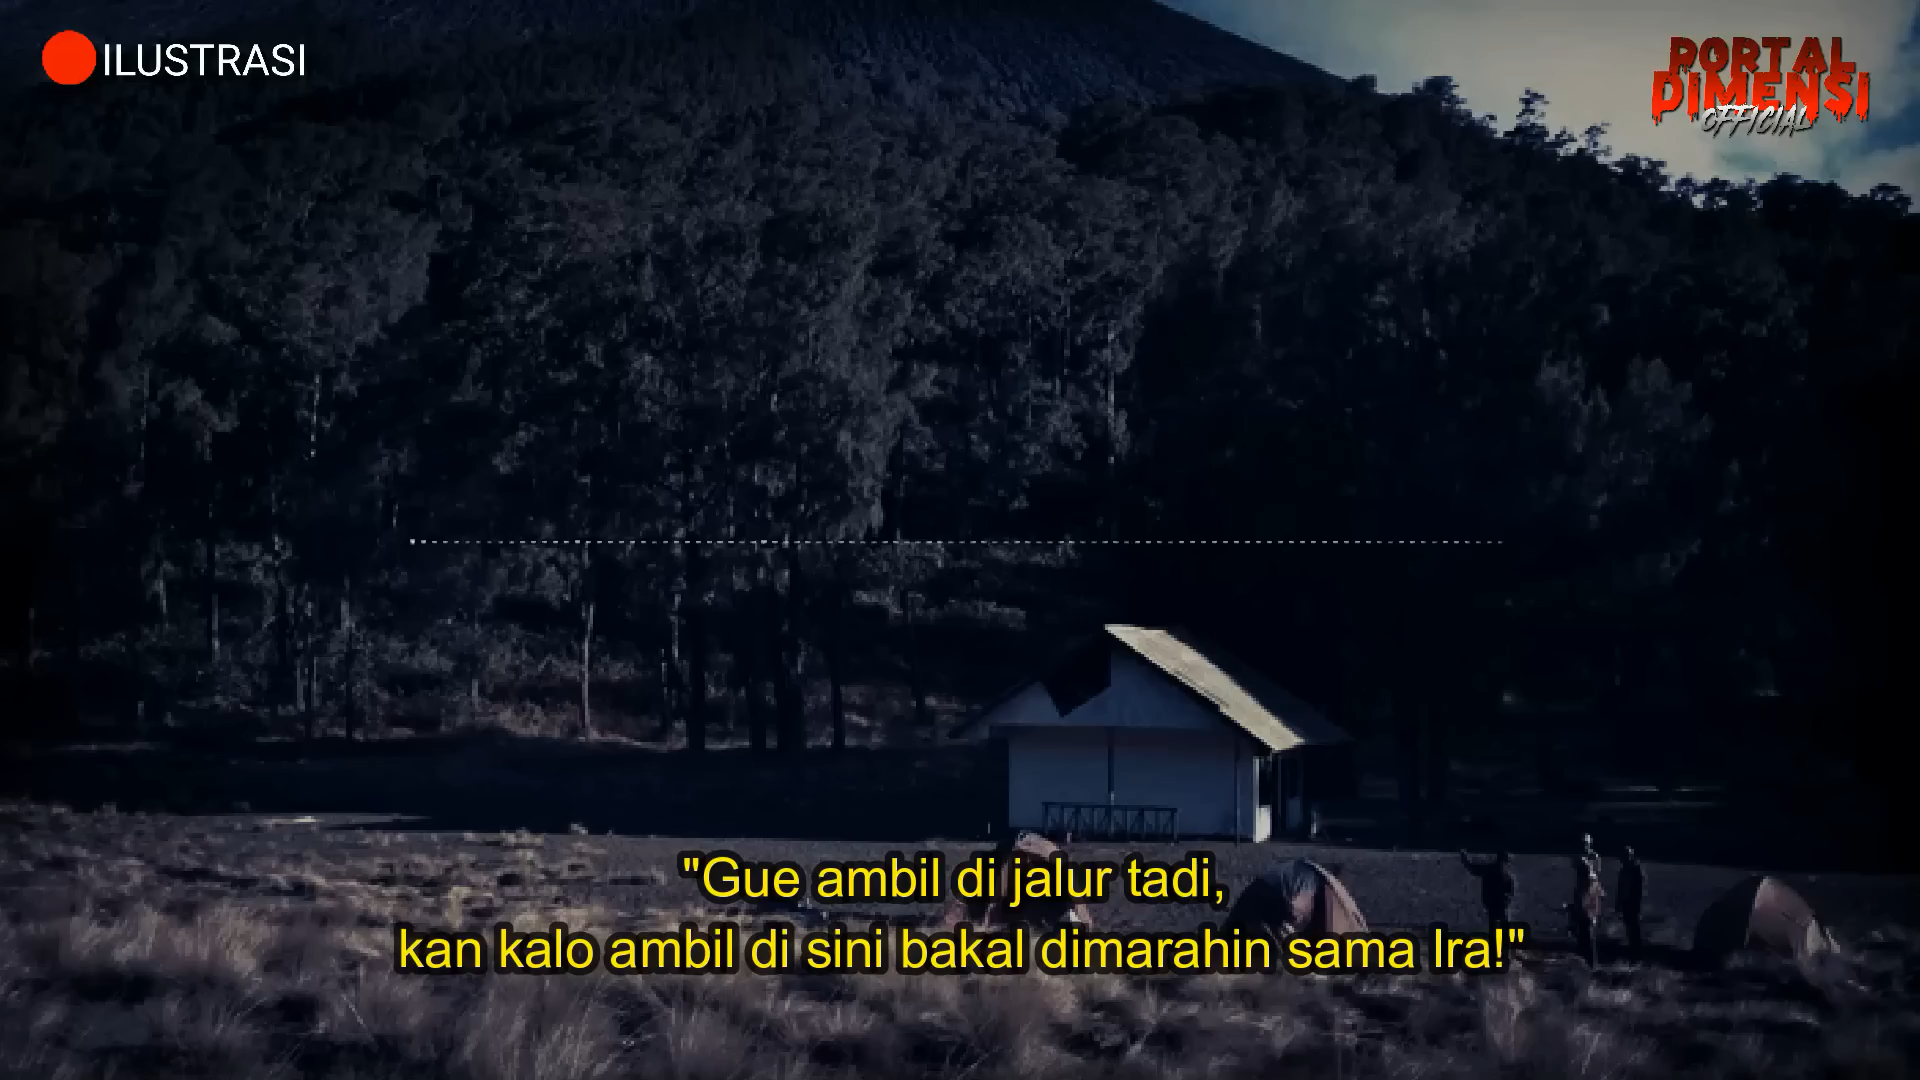 ILUSTRASI
PORTAL
DIMENSI
OFFICIAL
"Gue ambil di jalur tadi,
kan kalo ambil di sini bakal dimarahin sama Ira!"